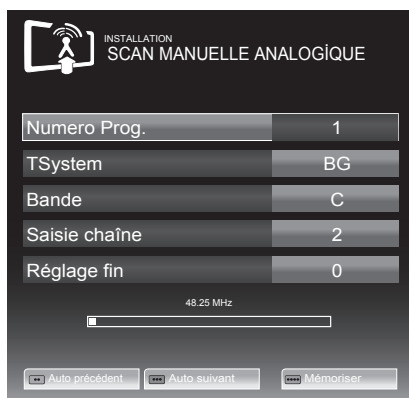 INSTALLATION
SCAN MANUELLE ANALOGİQUE
Numero Prog. 1
TSystem BG
Bande C
Saisie chaîne 2
Réglage fin 0
48.25 MHz
Auto précédent Auto suivant Mémoriser